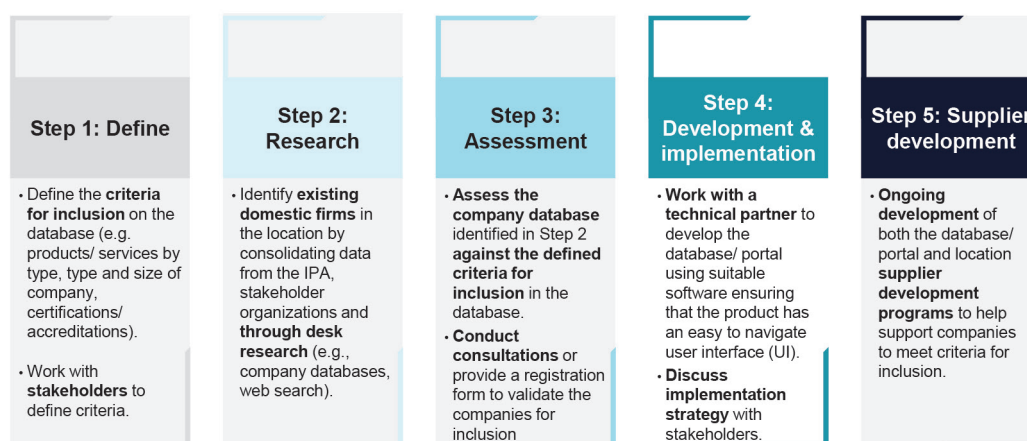 Step 1: Define
• Define the criteria
for inclusion on the
database (e.g.
products/ services by
type, type and size of
company,
certifications/
accreditations).
• Work with
stakeholders to
define criteria.
Step 2:
Research
• Identify existing
domestic firms in
the location by
consolidating data
from the IPA,
stakeholder
organizations and
through desk
research (e.g.,
company databases,
web search).
Step 3:
Assessment
• Assess the
company database
identified in Step 2
against the defined
criteria for
inclusion in the
database.
• Conduct
consultations or
provide a registration
form to validate the
companies for
inclusion
Step 4:
Development &
implementation
• Work with a
technical partner to
develop the
database/ portal
using suitable
software ensuring
that the product has
an easy to navigate
user interface (UI).
• Discuss
implementation
strategy with
stakeholders.
Step 5: Supplier
development
• Ongoing
development of
both the database/
portal and location
supplier
development
programs to help
support companies
to meet criteria for
inclusion.